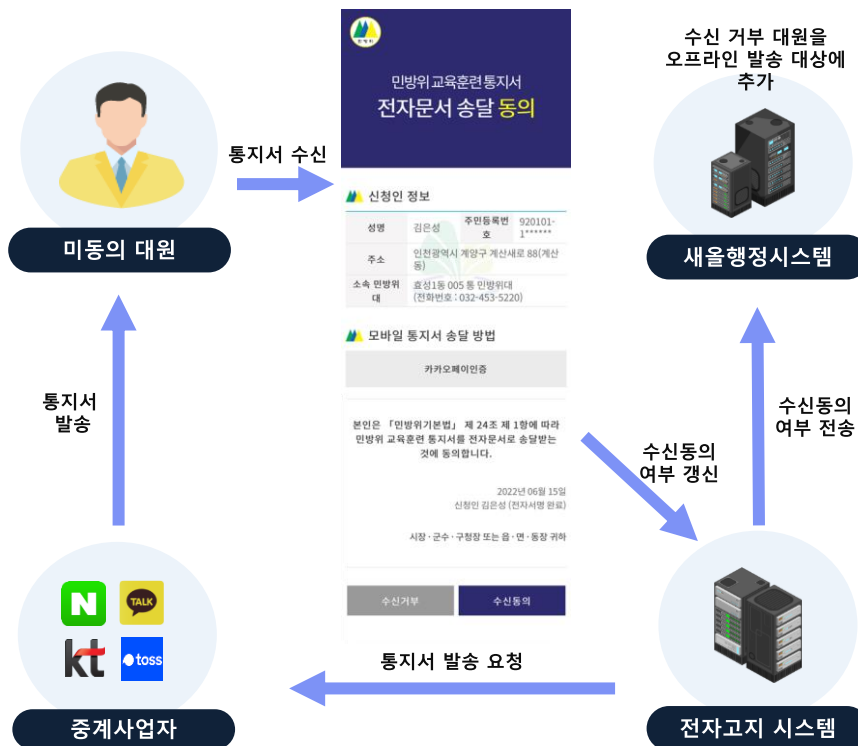 수신 거부 대원을
오프라인 발송 대상에
추가
민방위
민방위 교육훈련 통지서
전자문서 송달 동의
통지서 수신
신청인 정보
성명 김은성 주민등록번호 920101-1******
주소 인천광역시 계양구 계산새로 88(계산동)
소속 민방위대 효성1동 005 통 민방위대
(전화번호 : 032-453-5220)
미동의 대원
새올행정시스템
모바일 통지서 송달 방법
카카오페이인증
통지서
발송
수신동의
여부 전송
본인은 「민방위기본법」 제 24조 제 1항에 따라
민방위 교육훈련 통지서를 전자문서로 송달받는
것에 동의합니다.
수신동의
여부 갱신
2022년 06월 15일
신청인 김은성 (전자서명 완료)
시장 · 군수 · 구청장 또는 읍 · 면 · 동장 귀하
수신거부 수신동의
N TALK
kt toss
통지서 발송 요청
중계사업자
전자고지 시스템